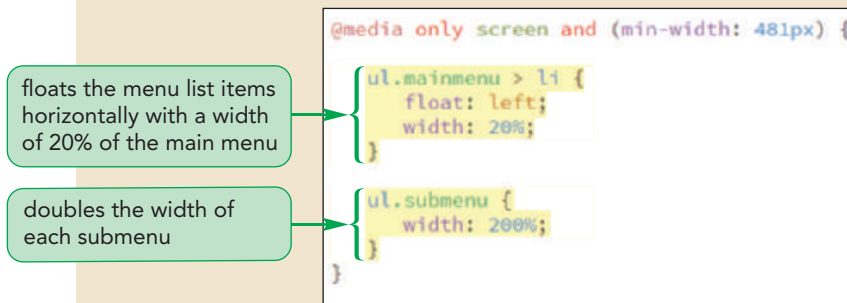 @media only screen and (min-width: 481px) {
floats the menu list items
horizontally with a width
of 20% of the main menu
ul.mainmenu > li {
float: left;
width: 20%;
}
doubles the width of
each submenu
ul.submenu {
width: 200%;
}
}